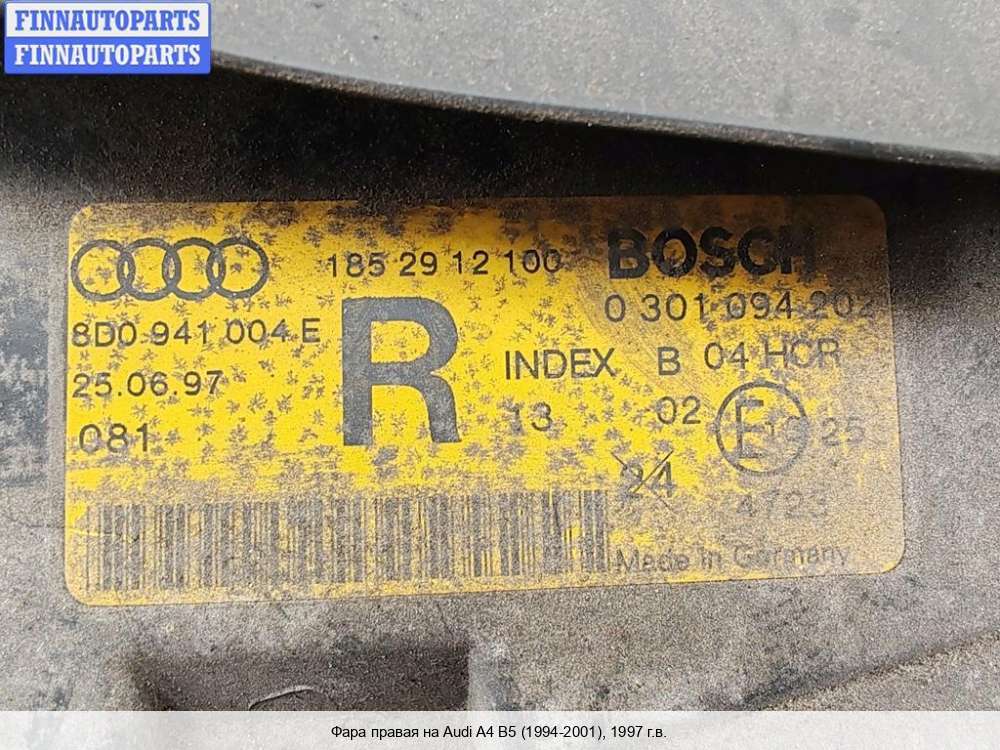 FINNAUTOPARTS
FINNAUTOPARTS
185 29 12 100
BOSCH
8D0 941 004 E
R
0 301 094 202
25.06.97
INDEX B 04 HCR
081
13 02
E 25
24
4723
Made in Germany
Фара правая на Audi A4 B5 (1994-2001), 1997 г.в.